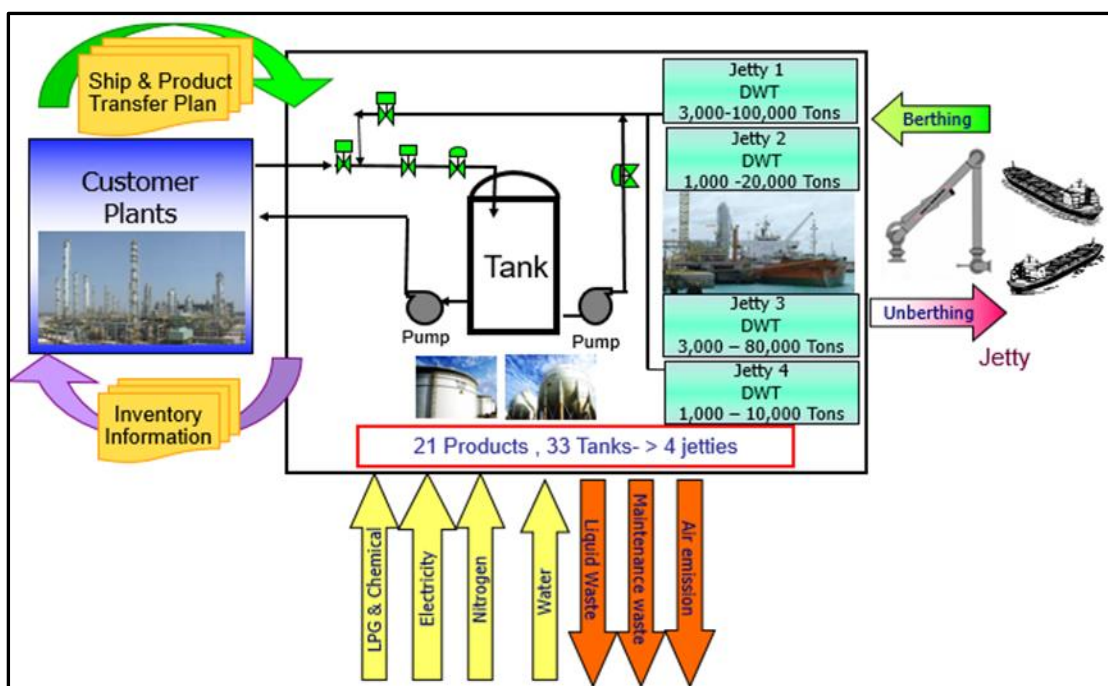 Ship & Product
Transfer Plan
Customer
Plants
Inventory
Information
Tank
Pump
Pump
Jetty 1
DWT
3,000-100,000 Tons
Jetty 2
DWT
1,000 -20,000 Tons
Jetty 3
DWT
3,000 – 80,000 Tons
Jetty 4
DWT
1,000 – 10,000 Tons
Berthing
Unberthing
Jetty
21 Products , 33 Tanks- > 4 jetties
LPG & Chemical
Electricity
Nitrogen
Water
Liquid Waste
Maintenance waste
Air emission